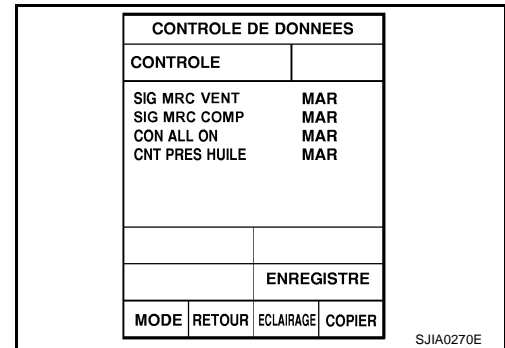 CONTROLE DE DONNEES
CONTROLE
SIG MRC VENT MAR
SIG MRC COMP MAR
CON ALL ON MAR
CNT PRES HUILE MAR
ENREGISTRE
MODE RETOUR ECLAIRAGE COPIER
SJIA0270E